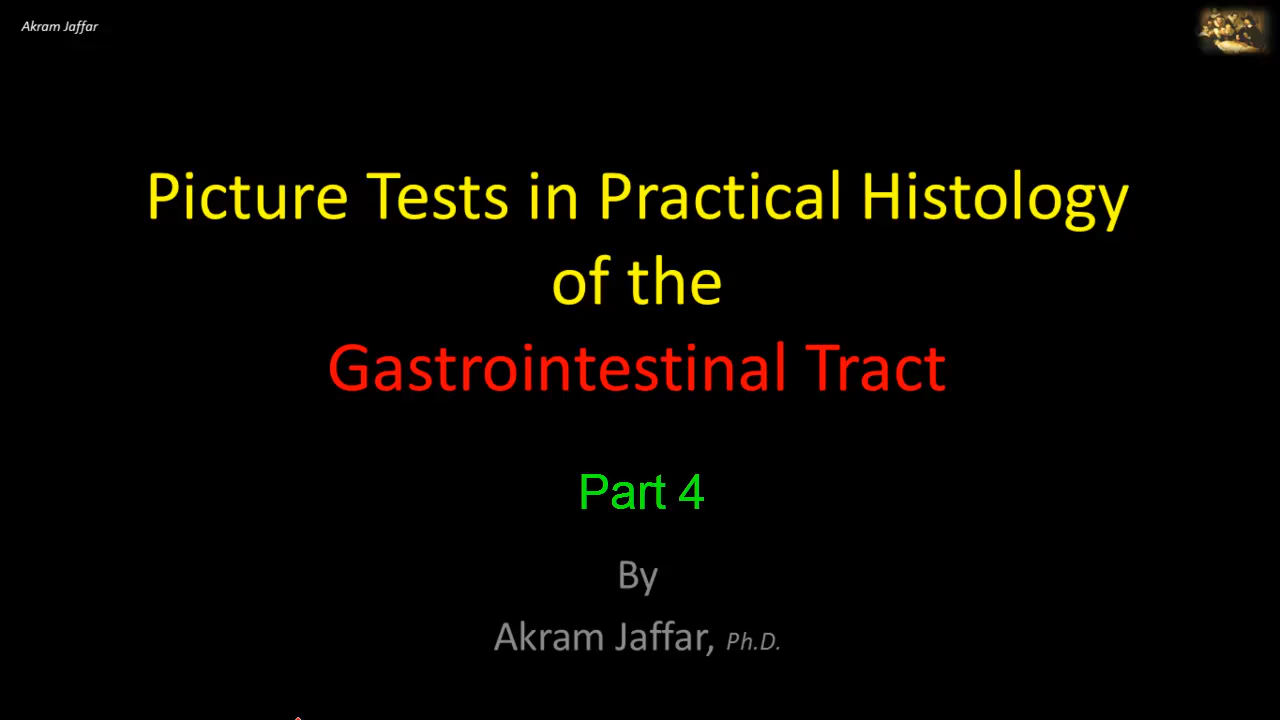 Akram Jaffar
Picture Tests in Practical Histology
of the
Gastrointestinal Tract
Part 4
By
Akram Jaffar, Ph.D.